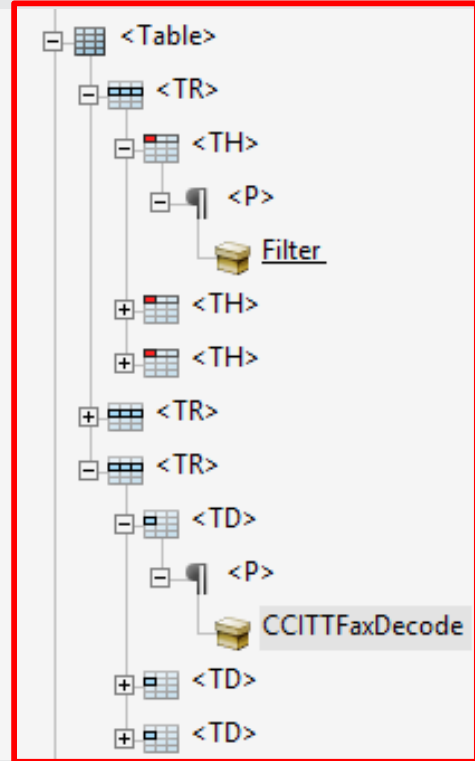 <Table>
<TR>
<TH>
<P>
Filter
<TH>
<TH>
<TR>
<TR>
<TD>
<P>
CCITTFaxDecode
<TD>
<TD>